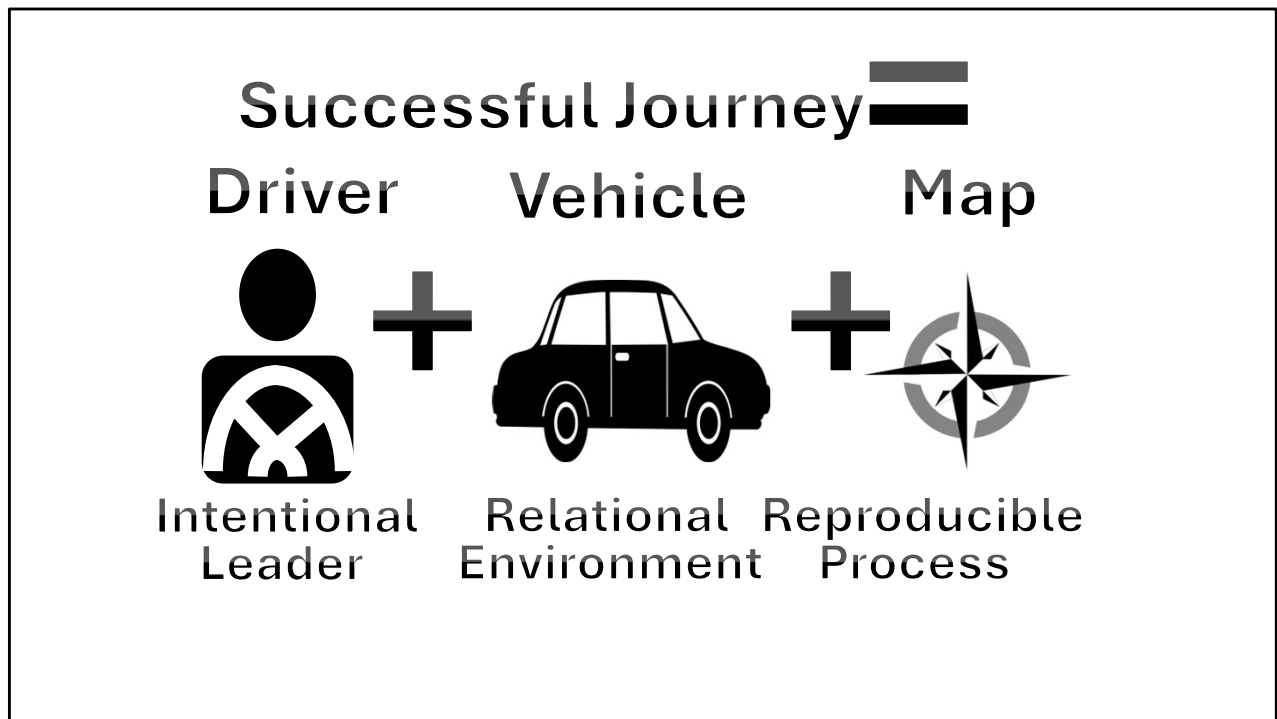 Successful Journey=
Driver Vehicle Map
+ +
Intentional Relational Reproducible
Leader Environment Process